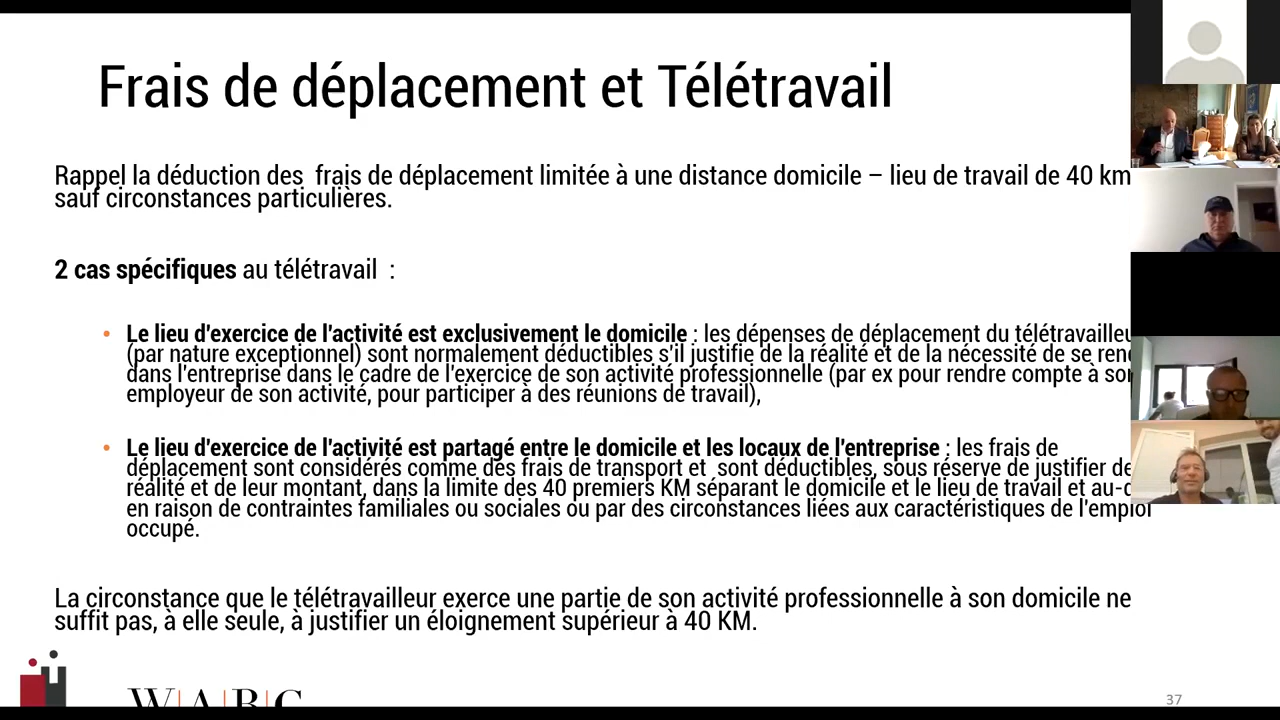 Frais de déplacement et Télétravail
Rappel la déduction des frais de déplacement limitée à une distance domicile – lieu de travail de 40 km
sauf circonstances particulières.
2 cas spécifiques au télétravail :
• Le lieu d'exercice de l'activité est exclusivement le domicile : les dépenses de déplacement du
(par nature exceptionnel) sont normalement déductibles s'il justifie de la réalité et de la nécessité de se
dans l'entreprise dans le cadre de l'exercice de son activité professionnelle (par ex pour rendre compte à
employeur de son activité, pour participer à des réunions de travail),
• Le lieu d'exercice de l'activité est partagé entre le domicile et les locaux de l'entreprise : les frais de
déplacement sont considérés comme des frais de transport et sont déductibles, sous réserve de justifier de
réalité et de leur montant, dans la limite des 40 premiers KM séparant le domicile et le lieu de travail et
en raison de contraintes familiales ou sociales ou par des circonstances liées aux caractéristiques de l'emploi
occupé.
La circonstance que le télétravailleur exerce une partie de son activité professionnelle à son domicile ne
suffit pas, à elle seule, à justifier un éloignement supérieur à 40 KM.
W|A|B|C
37